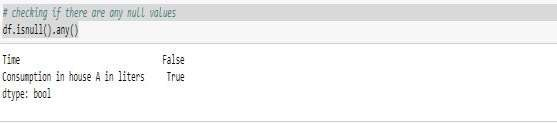 # checking if there are any null values
df.isnull().any()
Time False
Consumption in house A in liters True
dtype: bool